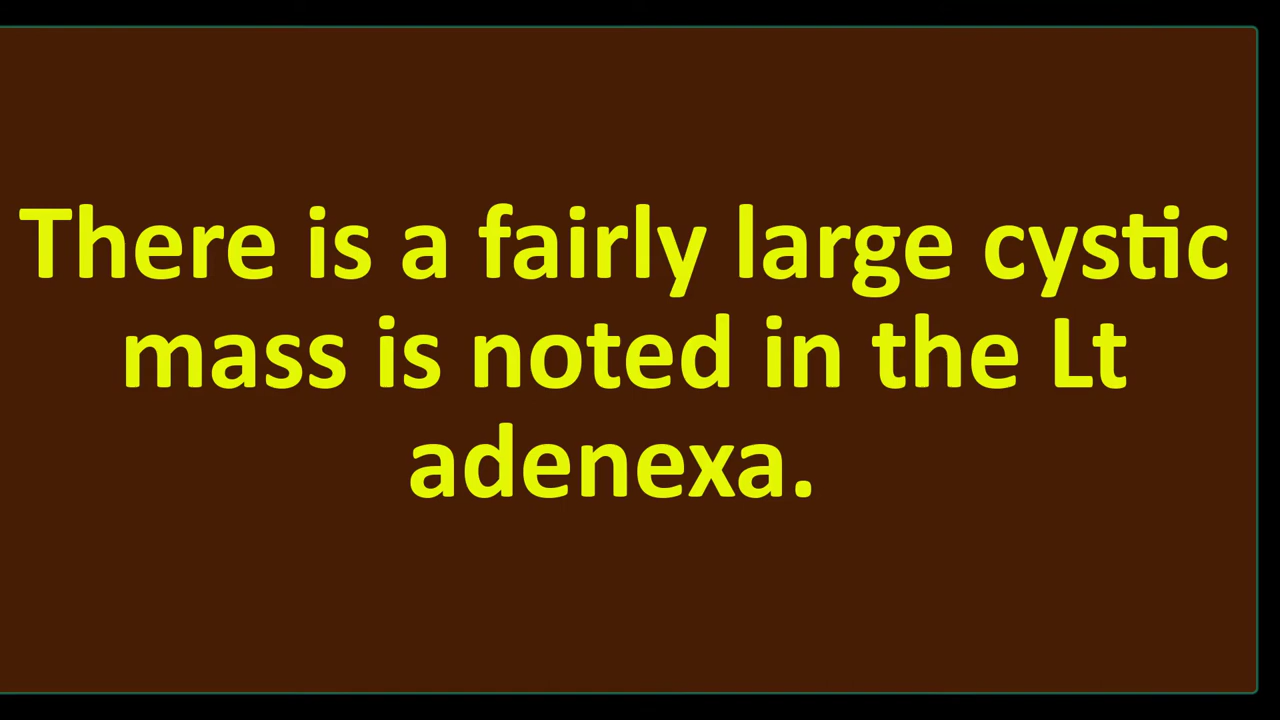 There is a fairly large cystic
mass is noted in the Lt
adenexa.